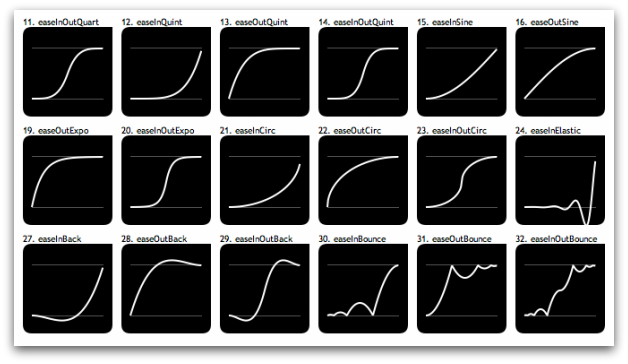 11. easeInOutQuart 12. easeInQuint 13. easeOutQuint 14. easeInOutQuint 15. easeInSine 16. easeOutSine
19. easeOutExpo 20. easeInOutExpo 21. easeInCirc 22. easeOutCirc 23. easeInOutCirc 24. easeInElastic
27. easeInBack 28. easeOutBack 29. easeInOutBack 30. easeInBounce 31. easeOutBounce 32. easeInOutBounce